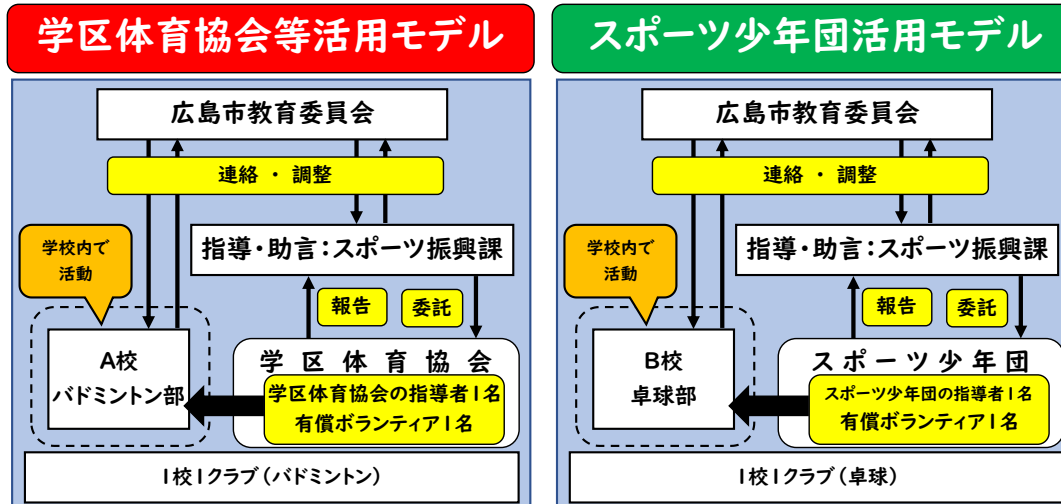 学区体育協会等活用モデル
広島市教育委員会
連絡 ・ 調整
指導・助言:スポーツ振興課
学校内で
活動
報告
委託
A校
バドミントン部
学区体育協会
学区体育協会の指導者1名
有償ボランティア1名
1校1クラブ(バドミントン)
スポーツ少年団活用モデル
広島市教育委員会
連絡 ・ 調整
指導・助言:スポーツ振興課
学校内で
活動
報告
委託
B校
卓球部
スポーツ少年団
スポーツ少年団の指導者1名
有償ボランティア1名
1校1クラブ(卓球)